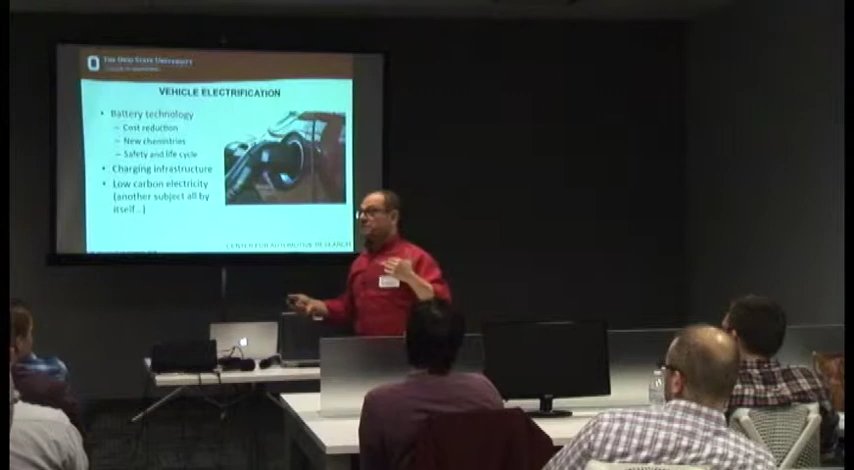 THE OHIO STATE UNIVERSITY
VEHICLE ELECTRIFICATION
• Battery technology
– Cost reduction
– New chemistries
– Safety and life cycle
• Charging infrastructure
• Low carbon electricity
(another subject all by
itself...)
CENTER FOR AUTOMOTIVE RESEARCH